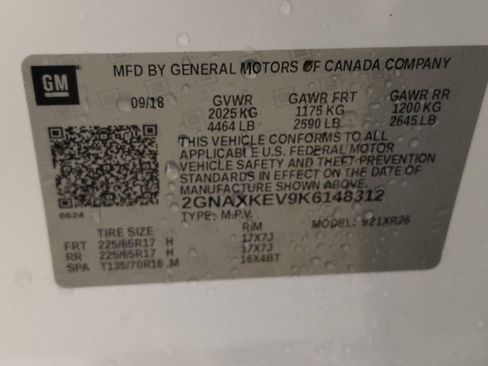 GM
MFD BY GENERAL MOTORS OF CANADA COMPANY
09/18 GVWR GAWR FRT GAWR RR
2025 KG 1175 KG 1200 KG
4464 LB 2590 LB 2645 LB
THIS VEHICLE CONFORMS TO ALL
APPLICABLE U.S. FEDERAL MOTOR
VEHICLE SAFETY AND THEFT PREVENTION
STANDARDS IN EFFECT ON THE DATE OF
MANUFACTURE SHOWN ABOVE.
2GNAXKEV9K6148312
8624
TYPE: M.P.V. MODEL: 921XR26
TIRE SIZE RIM
FRT 225/65R17 H 17X7J
RR 225/65R17 H 17X7J
SPA T135/70R16 M 16X4BT